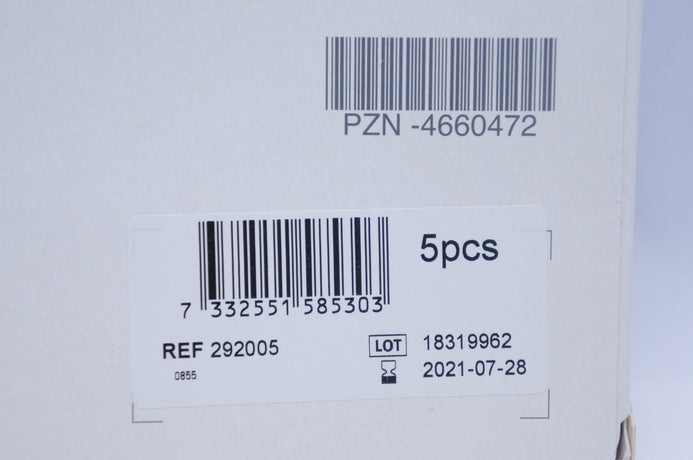 PZN -4660472
5pcs
7 332551 585303
REF 292005
LOT 18319962
0855
2021-07-28